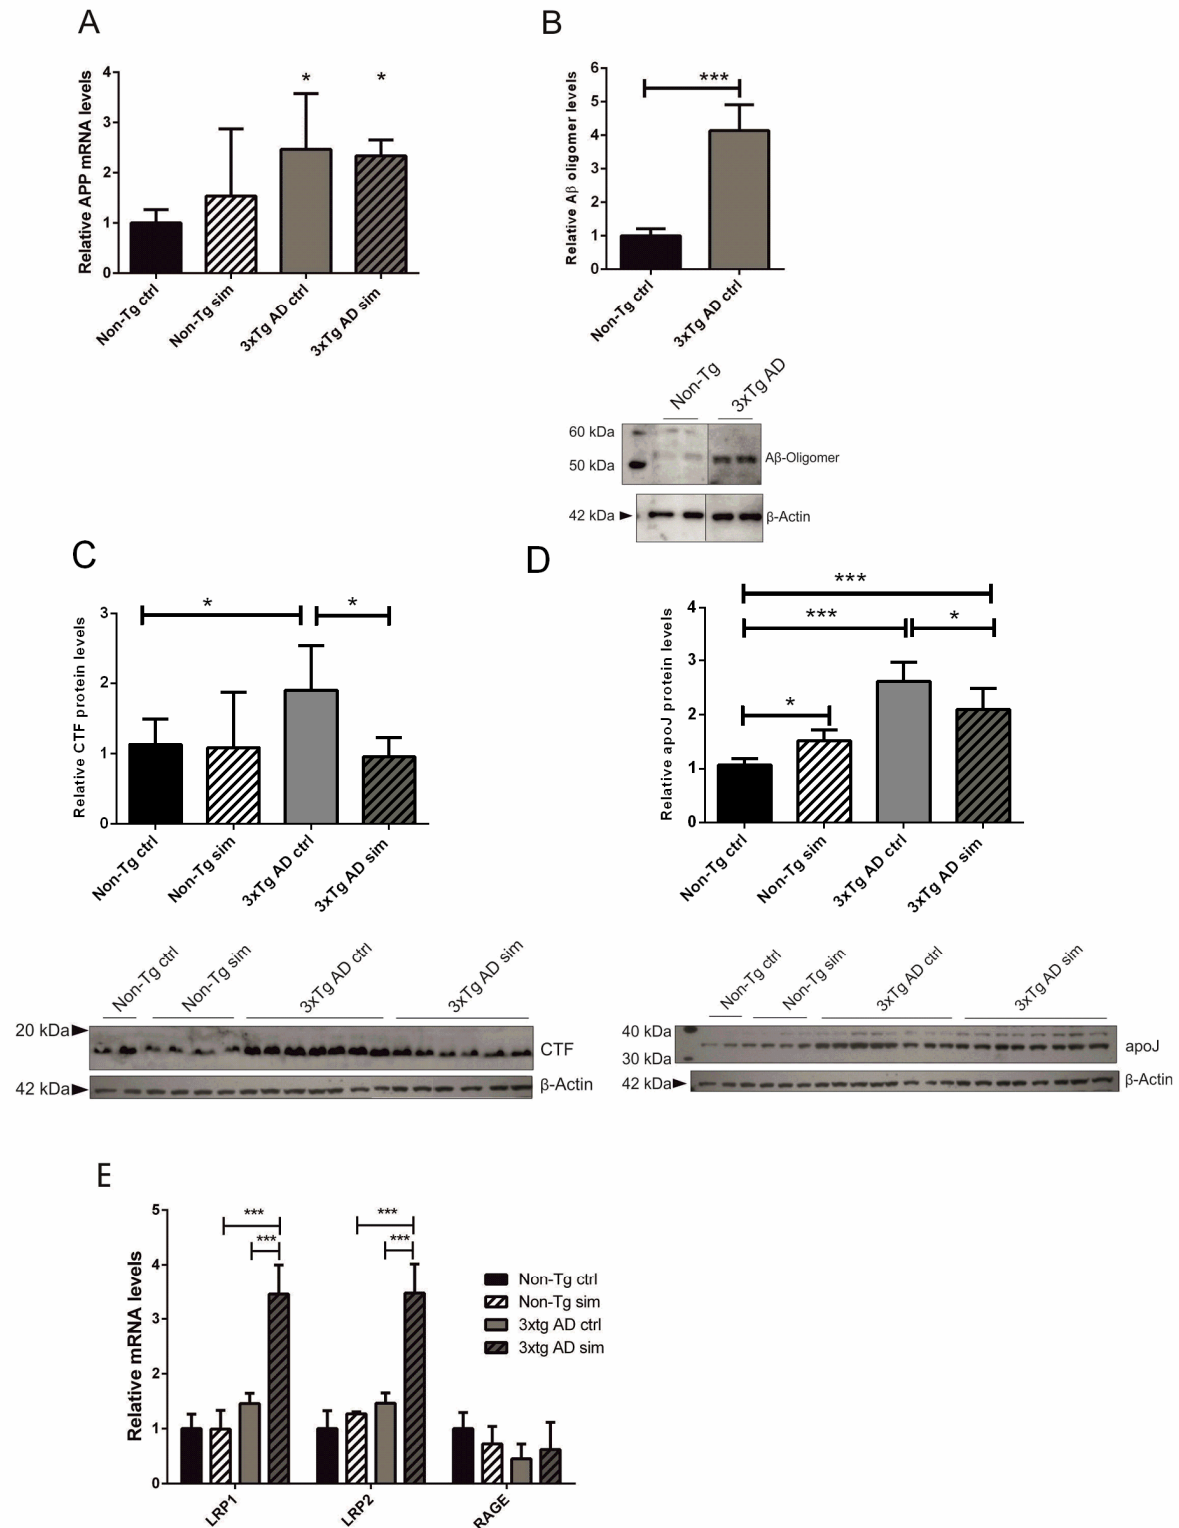 A
Relative APP mRNA levels
4
3
2
1
0
*
*
Non-Tg ctrl
Non-Tg sim
3xTg AD ctrl
3xTg AD sim
B
Relative Aβ oligomer levels
6
5
4
3
2
1
0
***
Non-Tg ctrl
3xTg AD ctrl
Non-Tg
3xTg AD
60 kDa
50 kDa
Aβ-Oligomer
42 kDa
β-Actin
C
Relative CTF protein levels
3
2
1
0
*
*
Non-Tg ctrl
Non-Tg sim
3xTg AD ctrl
3xTg AD sim
Non-Tg ctrl
Non-Tg sim
3xTg AD ctrl
3xTg AD sim
20 kDa
CTF
42 kDa
β-Actin
D
Relative apoJ protein levels
4
3
2
1
0
***
***
*
*
Non-Tg ctrl
Non-Tg sim
3xTg AD ctrl
3xTg AD sim
Non-Tg ctrl
Non-Tg sim
3xTg AD ctrl
3xTg AD sim
40 kDa
30 kDa
apoJ
42 kDa
β-Actin
E
Relative mRNA levels
5
4
3
2
1
0
***
***
***
***
LRP1
LRP2
RAGE
Non-Tg ctrl
Non-Tg sim
3xtg AD ctrl
3xtg AD sim